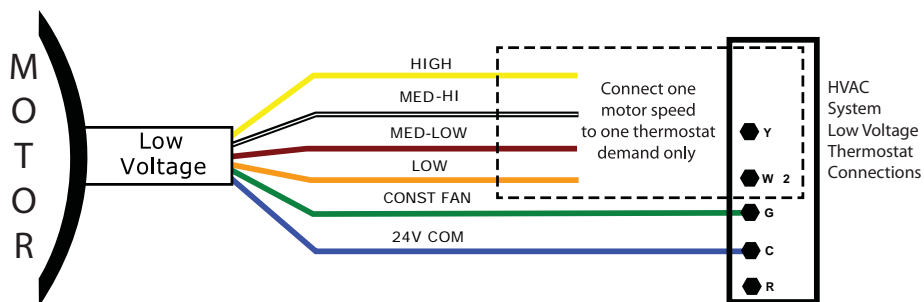 MOTOR
Low
Voltage
HIGH
MED-HI
MED-LOW
LOW
CONST FAN
24V COM
Connect one
motor speed
to one thermostat
demand only
Y
W 2
G
C
R
HVAC
System
Low Voltage
Thermostat
Connections